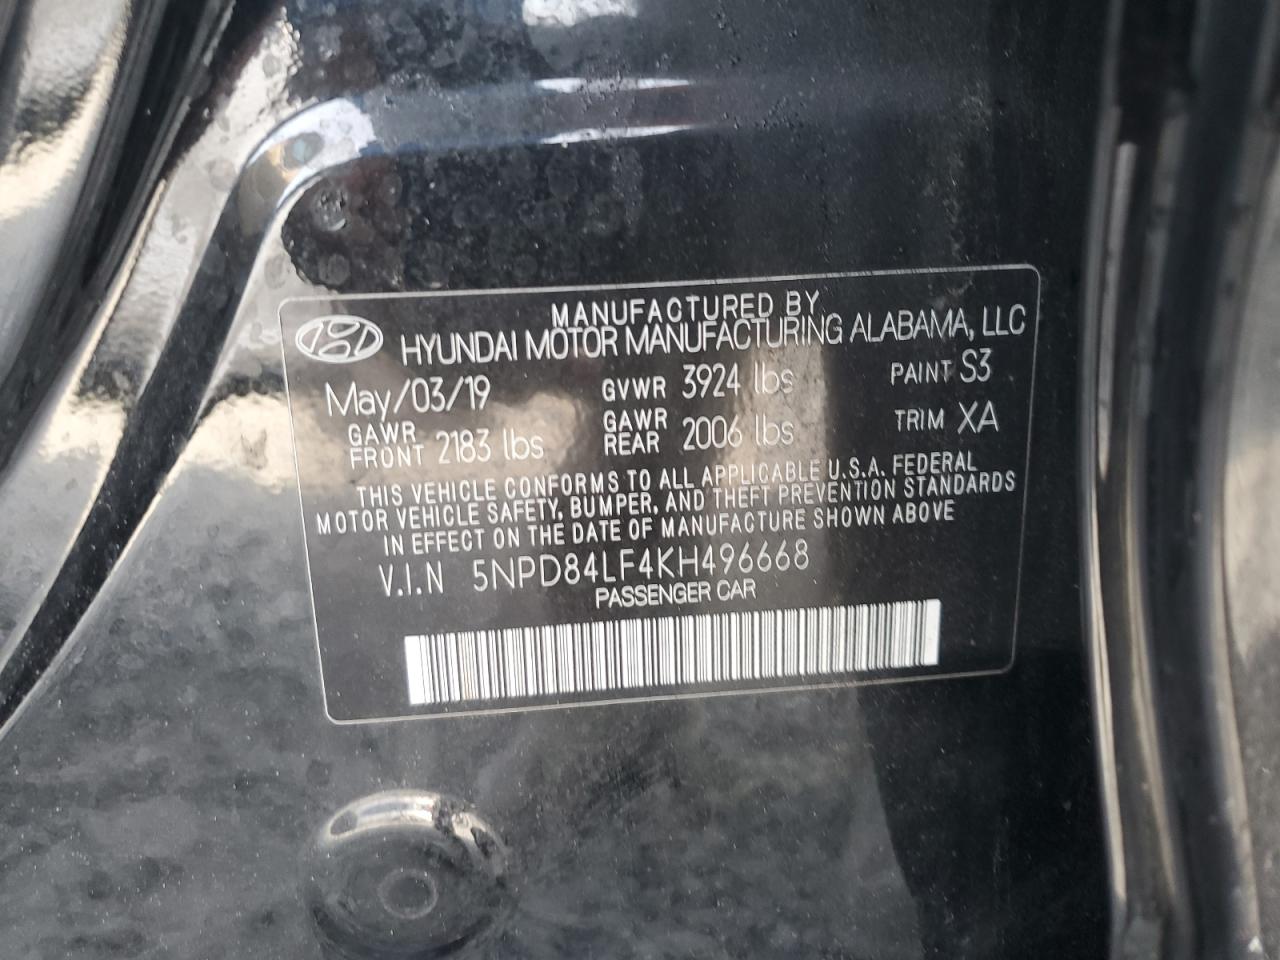 MANUFACTURED BY
HYUNDAI MOTOR MANUFACTURING ALABAMA, LLC
May/03/19 GVWR 3924 lbs PAINT S3
GAWR FRONT 2183 lbs GAWR REAR 2006 lbs TRIM XA
THIS VEHICLE CONFORMS TO ALL APPLICABLE U.S.A. FEDERAL
MOTOR VEHICLE SAFETY, BUMPER, AND THEFT PREVENTION STANDARDS
IN EFFECT ON THE DATE OF MANUFACTURE SHOWN ABOVE
V.I.N 5NPD84LF4KH496668
PASSENGER CAR